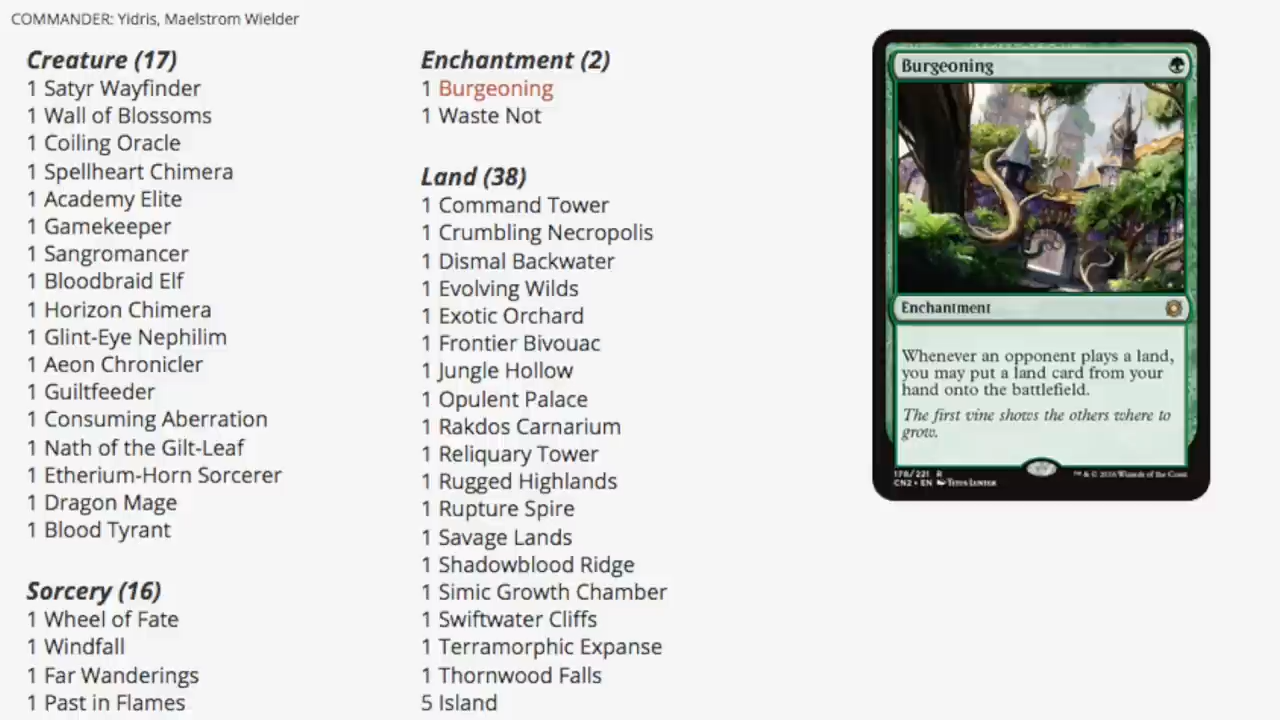 COMMANDER: Yidris, Maelstrom Wielder
Creature (17)
1 Satyr Wayfinder
1 Wall of Blossoms
1 Coiling Oracle
1 Spellheart Chimera
1 Academy Elite
1 Gamekeeper
1 Sangromancer
1 Bloodbraid Elf
1 Horizon Chimera
1 Glint-Eye Nephilim
1 Aeon Chronicler
1 Guiltfeeder
1 Consuming Aberration
1 Nath of the Gilt-Leaf
1 Etherium-Horn Sorcerer
1 Dragon Mage
1 Blood Tyrant
Sorcery (16)
1 Wheel of Fate
1 Windfall
1 Far Wanderings
1 Past in Flames
Enchantment (2)
1 Burgeoning
1 Waste Not
Land (38)
1 Command Tower
1 Crumbling Necropolis
1 Dismal Backwater
1 Evolving Wilds
1 Exotic Orchard
1 Frontier Bivouac
1 Jungle Hollow
1 Opulent Palace
1 Rakdos Carnarium
1 Reliquary Tower
1 Rugged Highlands
1 Rupture Spire
1 Savage Lands
1 Shadowblood Ridge
1 Simic Growth Chamber
1 Swiftwater Cliffs
1 Terramorphic Expanse
1 Thornwood Falls
5 Island
Burgeoning
Enchantment
Whenever an opponent plays a land,
you may put a land card from your
hand onto the battlefield.
The first vine shows the others where to
grow.
R
CN2 • EN
™ & © 2016 Wizards of the Coast